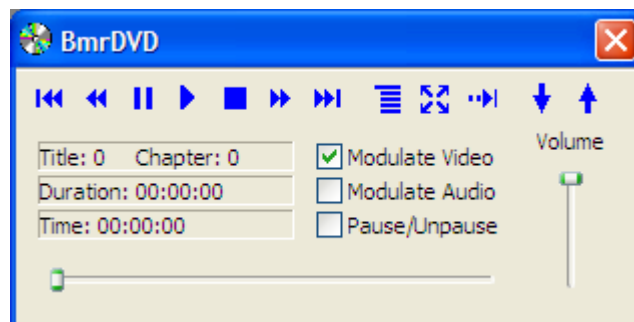 BmrDVD
Title: 0 Chapter: 0
Modulate Video
Volume
Duration: 00:00:00
Modulate Audio
Time: 00:00:00
Pause/Unpause